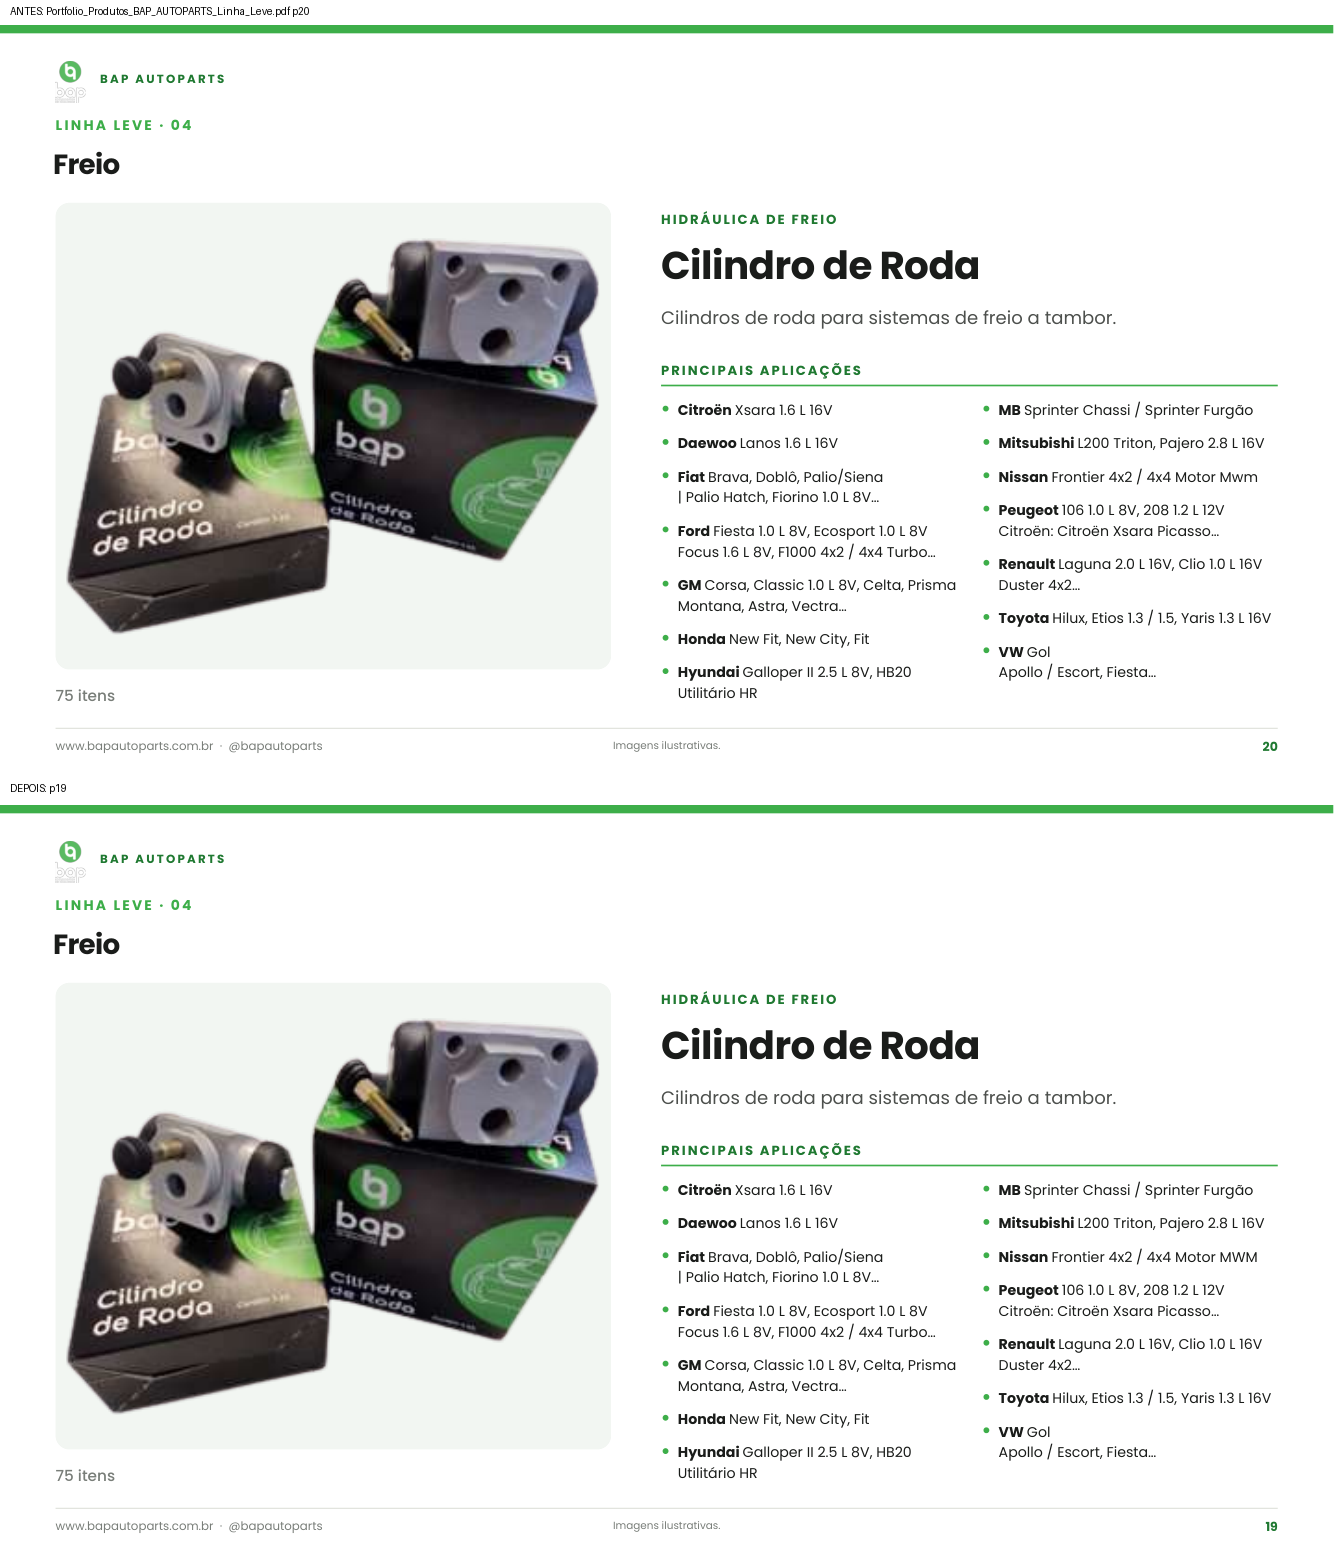 ANTES: Portfolio_Produtos_BAP_AUTOPARTS_Linha_Leve.pdf p20
bap
BAP AUTOPARTS
LINHA LEVE · 04
Freio
bap
Cilindro
de Roda
bap
Cilindro
de Roda
75 itens
HIDRÁULICA DE FREIO
Cilindro de Roda
Cilindros de roda para sistemas de freio a tambor.
PRINCIPAIS APLICAÇÕES
• Citroën Xsara 1.6 L 16V
• Daewoo Lanos 1.6 L 16V
• Fiat Brava, Doblô, Palio/Siena
| Palio Hatch, Fiorino 1.0 L 8V...
• Ford Fiesta 1.0 L 8V, Ecosport 1.0 L 8V
Focus 1.6 L 8V, F1000 4x2 / 4x4 Turbo...
• GM Corsa, Classic 1.0 L 8V, Celta, Prisma
Montana, Astra, Vectra...
• Honda New Fit, New City, Fit
• Hyundai Galloper II 2.5 L 8V, HB20
Utilitário HR
• MB Sprinter Chassi / Sprinter Furgão
• Mitsubishi L200 Triton, Pajero 2.8 L 16V
• Nissan Frontier 4x2 / 4x4 Motor Mwm
• Peugeot 106 1.0 L 8V, 208 1.2 L 12V
Citroën: Citroën Xsara Picasso...
• Renault Laguna 2.0 L 16V, Clio 1.0 L 16V
Duster 4x2...
• Toyota Hilux, Etios 1.3 / 1.5, Yaris 1.3 L 16V
• VW Gol
Apollo / Escort, Fiesta...
www.bapautoparts.com.br · @bapautoparts
Imagens ilustrativas.
20
DEPOIS: p19
bap
BAP AUTOPARTS
LINHA LEVE · 04
Freio
bap
Cilindro
de Roda
bap
Cilindro
de Roda
75 itens
HIDRÁULICA DE FREIO
Cilindro de Roda
Cilindros de roda para sistemas de freio a tambor.
PRINCIPAIS APLICAÇÕES
• Citroën Xsara 1.6 L 16V
• Daewoo Lanos 1.6 L 16V
• Fiat Brava, Doblô, Palio/Siena
| Palio Hatch, Fiorino 1.0 L 8V...
• Ford Fiesta 1.0 L 8V, Ecosport 1.0 L 8V
Focus 1.6 L 8V, F1000 4x2 / 4x4 Turbo...
• GM Corsa, Classic 1.0 L 8V, Celta, Prisma
Montana, Astra, Vectra...
• Honda New Fit, New City, Fit
• Hyundai Galloper II 2.5 L 8V, HB20
Utilitário HR
• MB Sprinter Chassi / Sprinter Furgão
• Mitsubishi L200 Triton, Pajero 2.8 L 16V
• Nissan Frontier 4x2 / 4x4 Motor MWM
• Peugeot 106 1.0 L 8V, 208 1.2 L 12V
Citroën: Citroën Xsara Picasso...
• Renault Laguna 2.0 L 16V, Clio 1.0 L 16V
Duster 4x2...
• Toyota Hilux, Etios 1.3 / 1.5, Yaris 1.3 L 16V
• VW Gol
Apollo / Escort, Fiesta...
www.bapautoparts.com.br · @bapautoparts
Imagens ilustrativas.
19